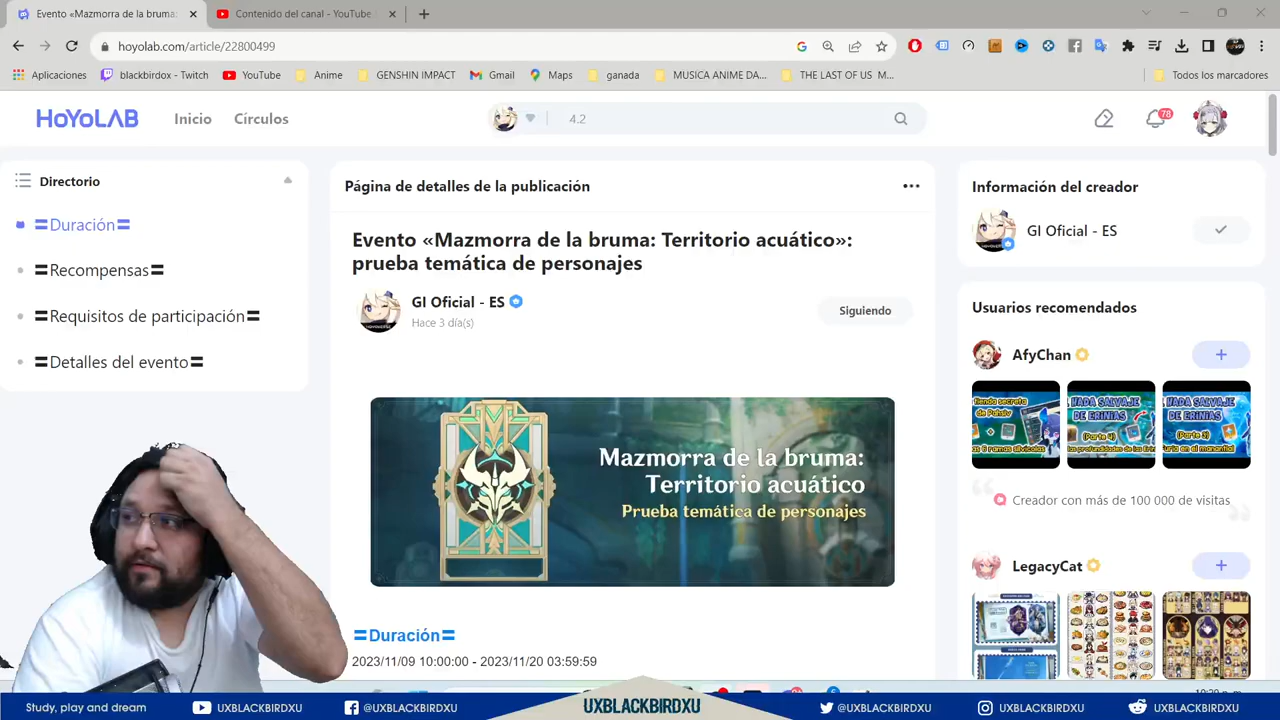 Evento «Mazmorra de la bruma:
Contenido del canal - YouTube
hoyolab.com/article/22800499
Aplicaciones
blackbirdox - Twitch
YouTube
Anime
GENSHIN IMPACT
Gmail
Maps
ganada
MUSICA ANIME DA...
THE LAST OF US M...
Todos los marcadores
HoYoLAB
Inicio
Círculos
4.2
78
Directorio
〓Duración〓
〓Recompensas〓
〓Requisitos de participación〓
〓Detalles del evento〓
Página de detalles de la publicación
Evento «Mazmorra de la bruma: Territorio acuático»:
prueba temática de personajes
GI Oficial - ES
Hace 3 día(s)
Siguiendo
Mazmorra de la bruma:
Territorio acuático
Prueba temática de personajes
〓Duración〓
2023/11/09 10:00:00 - 2023/11/20 03:59:59
Información del creador
GI Oficial - ES
Usuarios recomendados
AfyChan
Creador con más de 100 000 de visitas
LegacyCat
Study, play and dream
UXBLACKBIRDXU
@UXBLACKBIRDXU
UXBLACKBIRDXU
@UXBLACKBIRDXU
UXBLACKBIRDXU
UXBLACKBIRDXU